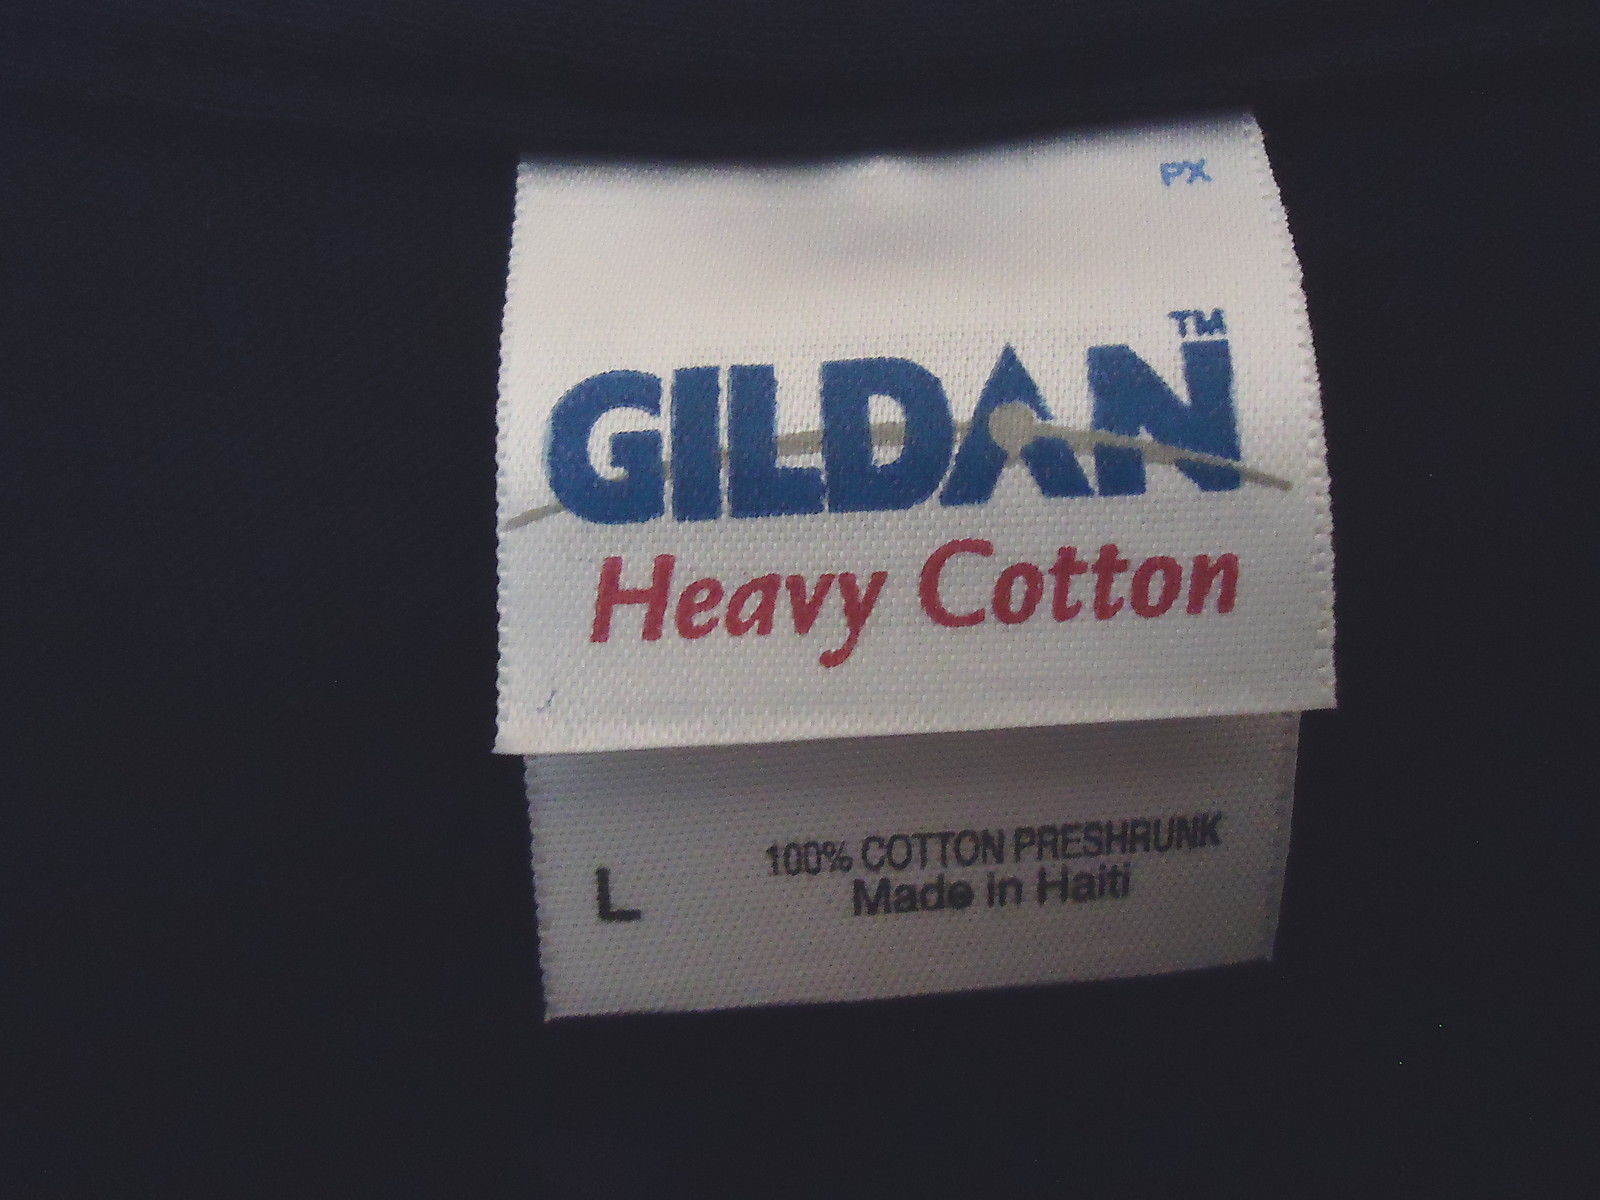 PX
GILDAN™
Heavy Cotton
100% COTTON PRESHRUNK
L Made in Haiti